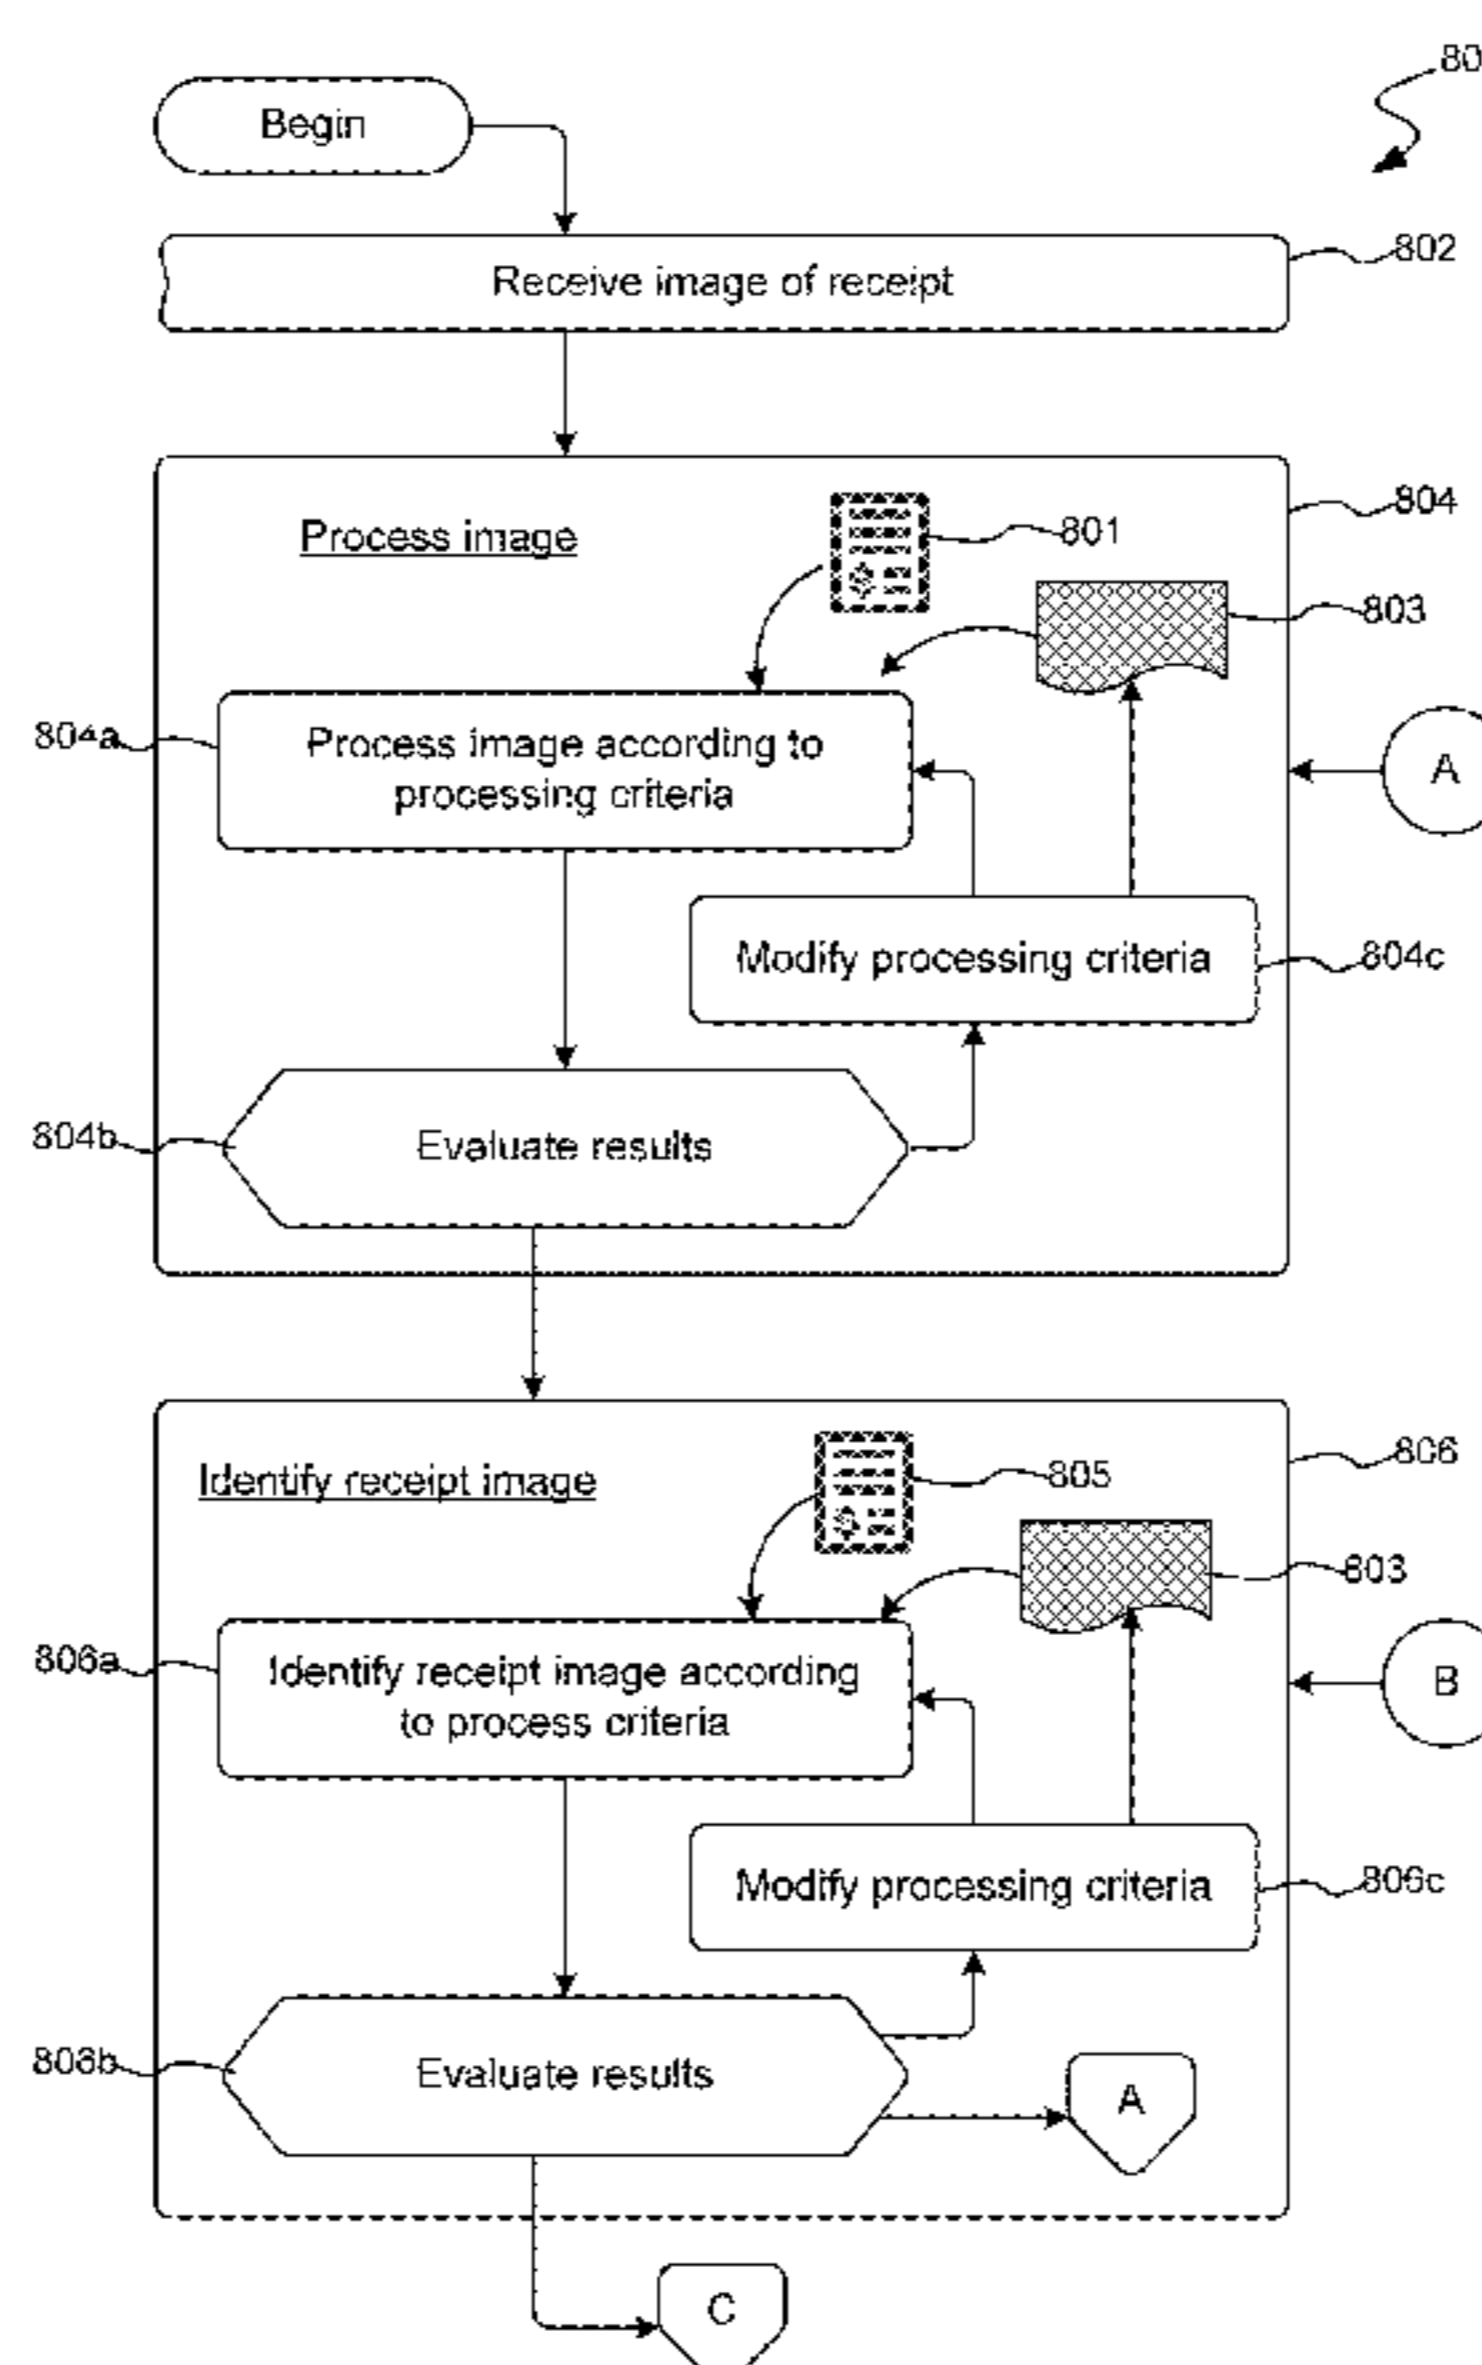 80
Begin
802
Receive image of receipt
804
Process image
801
803
804a
Process image according to
processing criteria
A
Modify processing criteria
804c
804b
Evaluate results
806
Identify receipt image
805
803
806a
Identify receipt image according
to process criteria
B
Modify processing criteria
806c
806b
Evaluate results
A
C